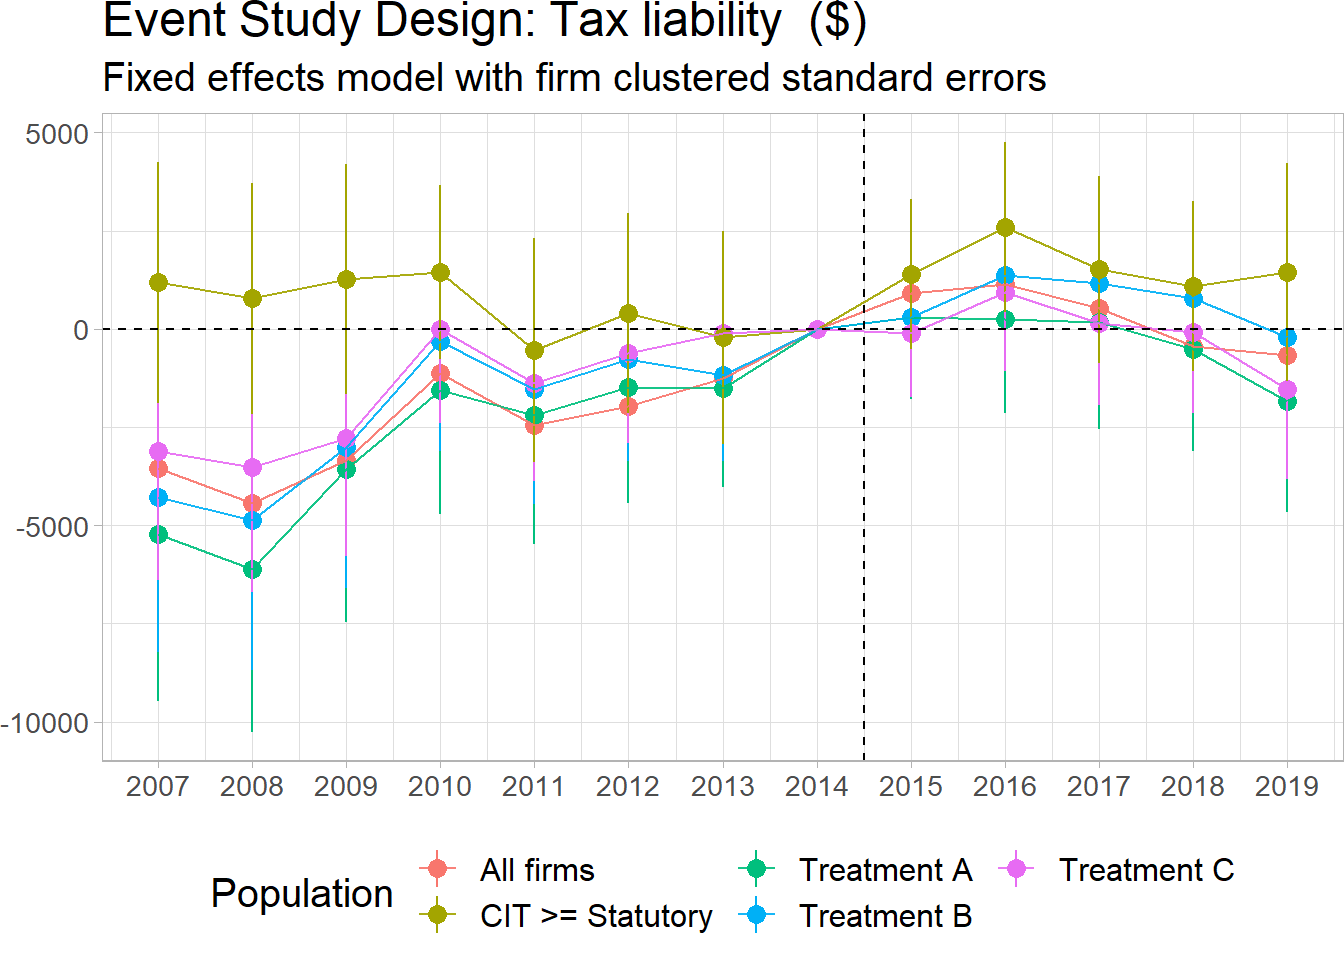 Event Study Design: Tax liability  ($)
Fixed effects model with firm clustered standard errors
5000
0
-5000
-10000
2007 2008 2009 2010 2011 2012 2013 2014 2015 2016 2017 2018 2019
Population
All firms
CIT >= Statutory
Treatment A
Treatment B
Treatment C